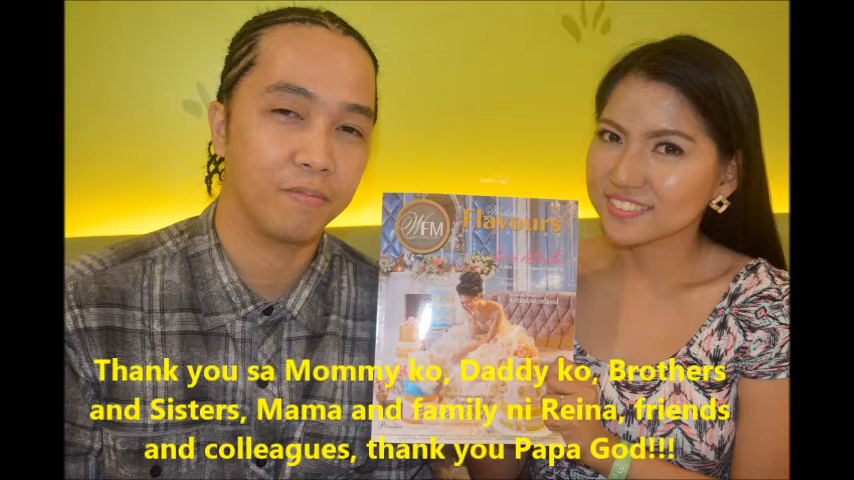 WFM
Flavours
Thank you sa Mommy ko, Daddy ko, Brothers
and Sisters, Mama and family ni Reina, friends
and colleagues, thank you Papa God!!!